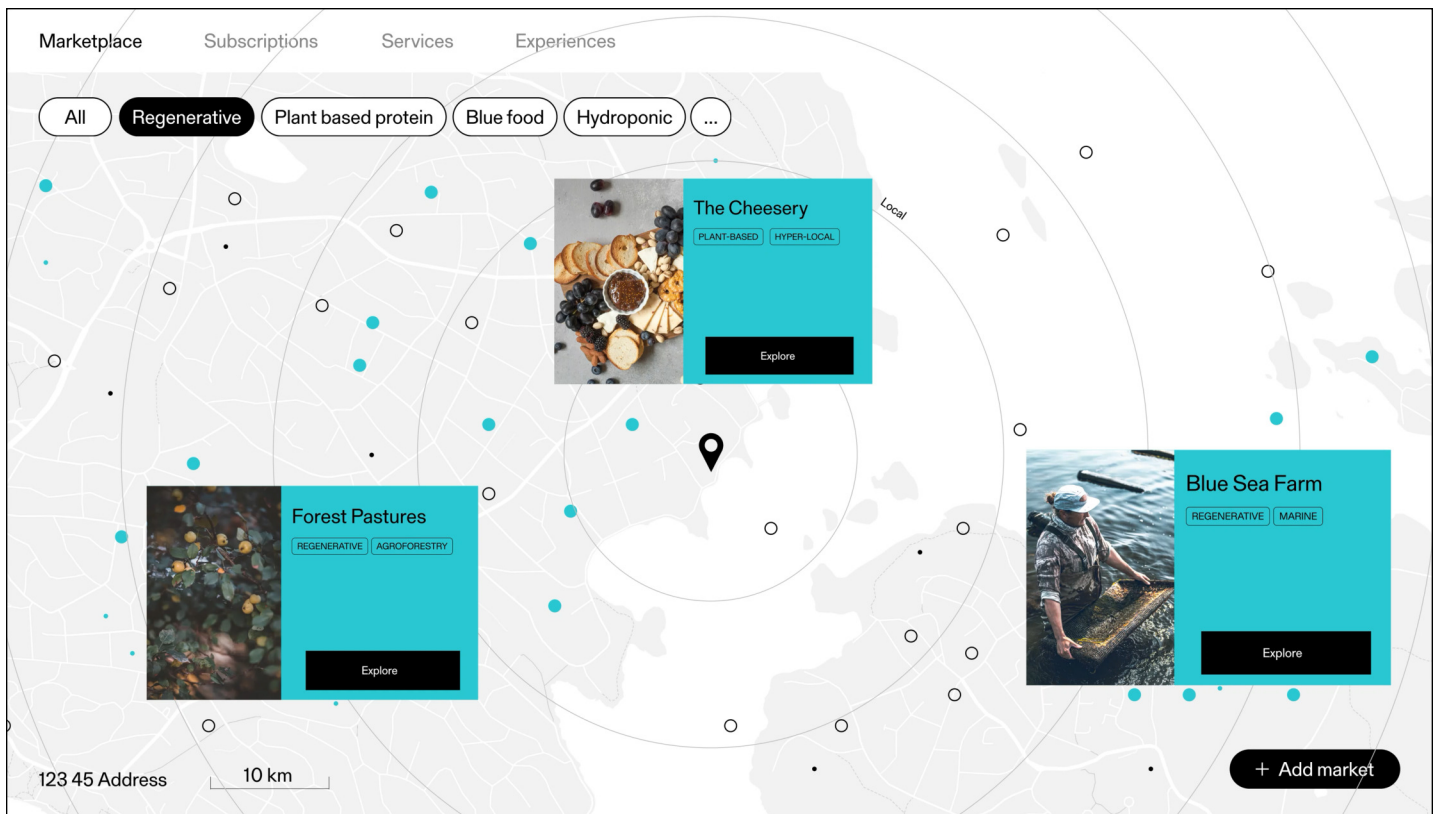 Marketplace Subscriptions Services Experiences
All Regenerative Plant based protein Blue food Hydroponic ...
The Cheesery
PLANT-BASED HYPER-LOCAL
Explore
Local
Forest Pastures
REGENERATIVE AGROFORESTRY
Explore
Blue Sea Farm
REGENERATIVE MARINE
Explore
123 45 Address 10 km
+ Add market